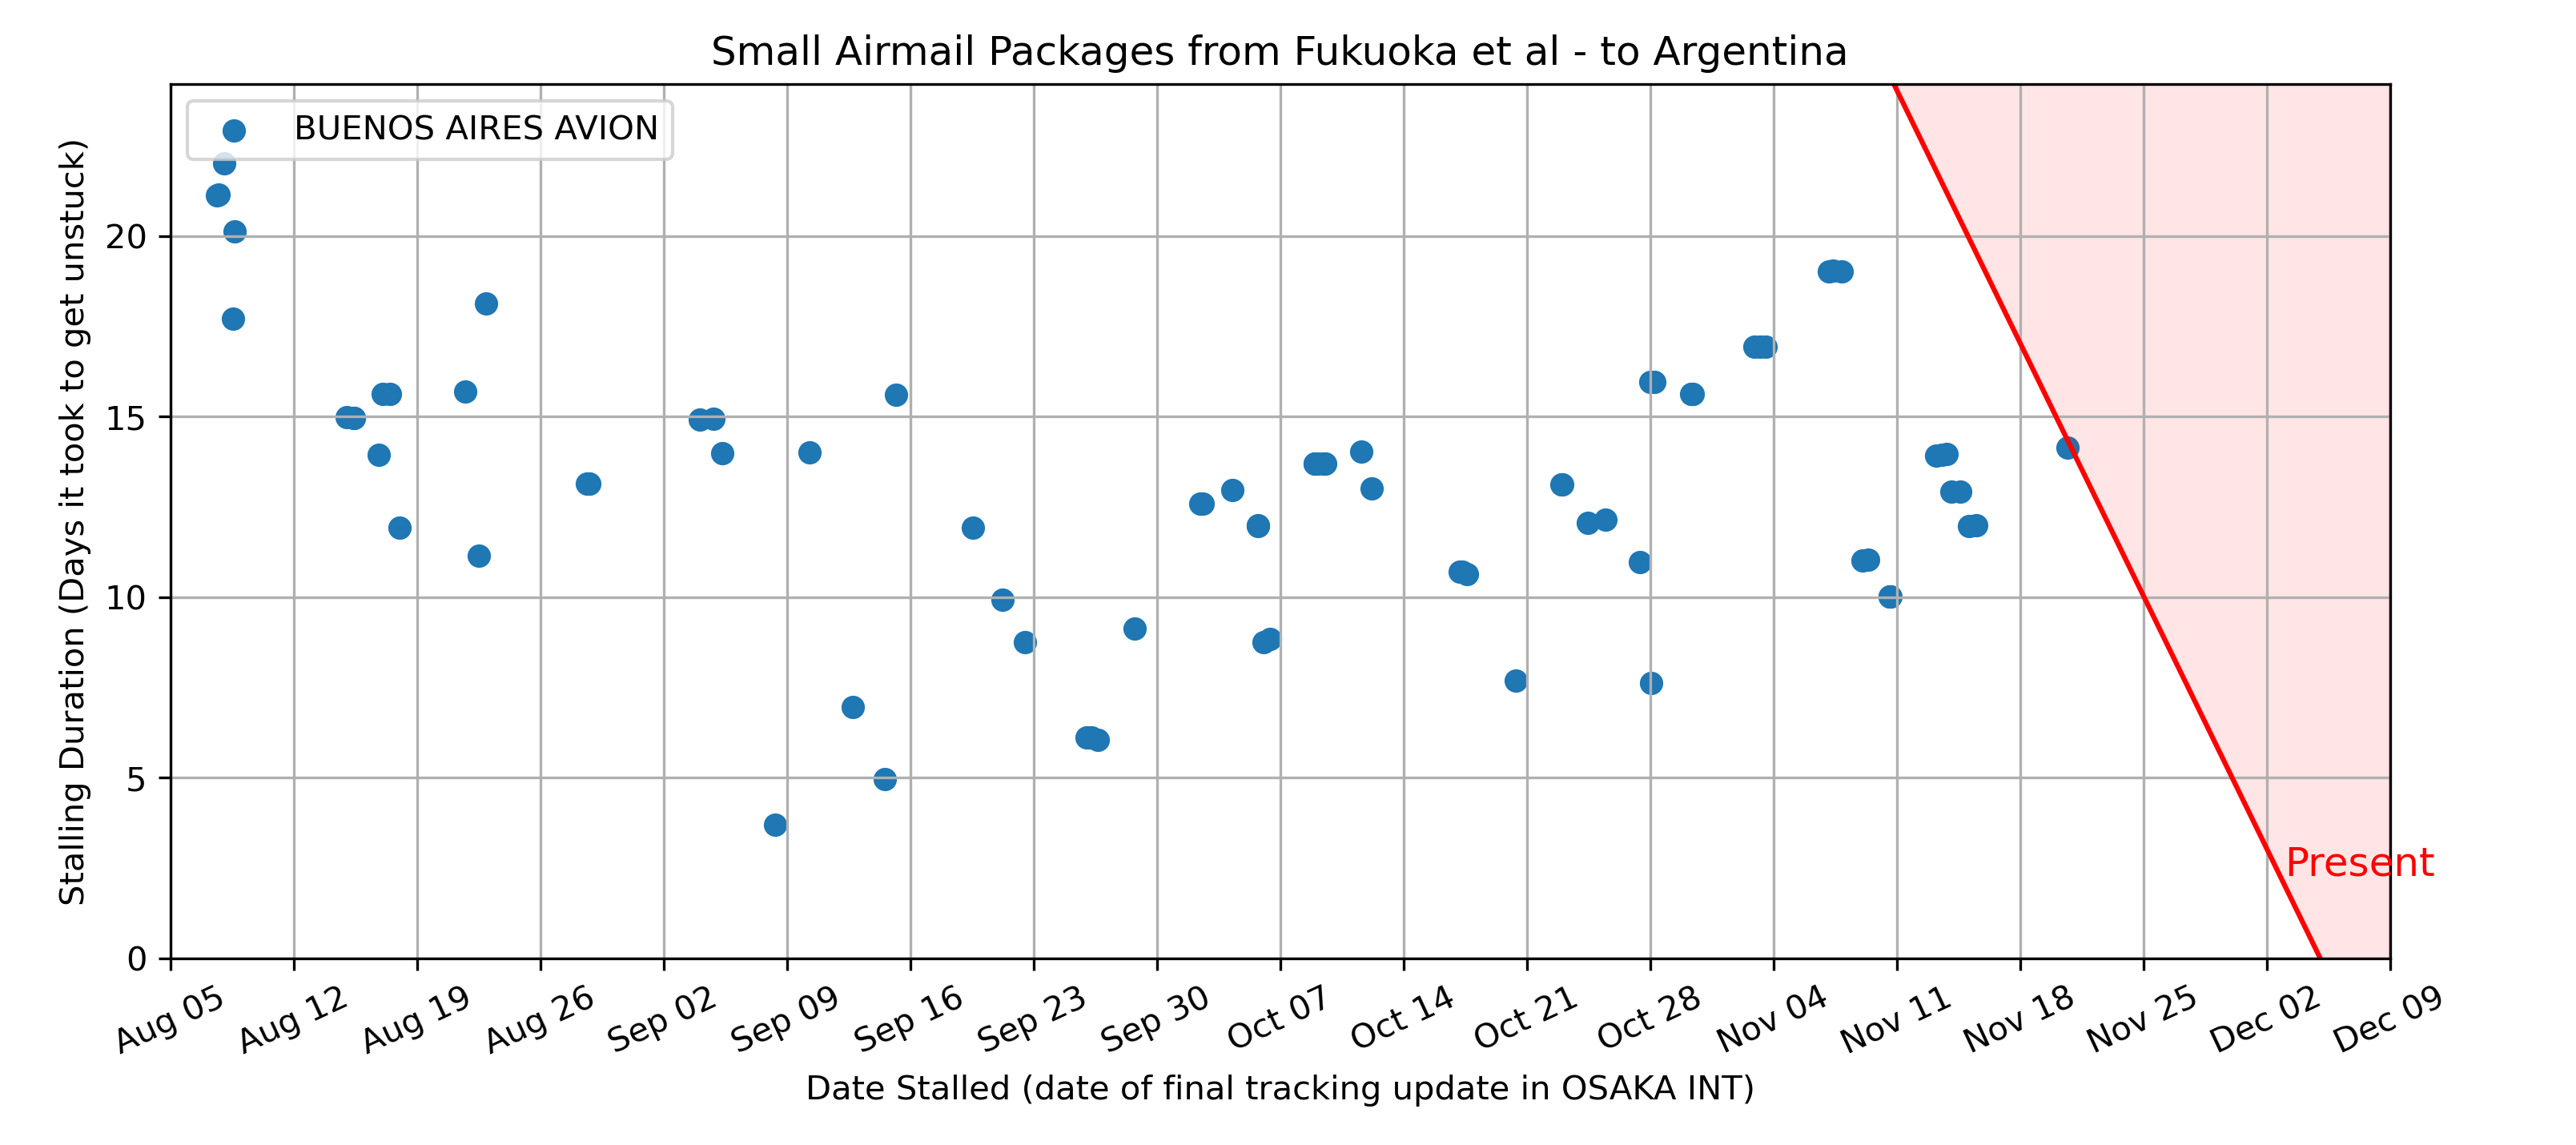 Small Airmail Packages from Fukuoka et al - to Argentina
BUENOS AIRES AVION
Stalling Duration (Days it took to get unstuck)
20
15
10
5
0
Present
Aug 05
Aug 12
Aug 19
Aug 26
Sep 02
Sep 09
Sep 16
Sep 23
Sep 30
Oct 07
Oct 14
Oct 21
Oct 28
Nov 04
Nov 11
Nov 18
Nov 25
Dec 02
Dec 09
Date Stalled (date of final tracking update in OSAKA INT)